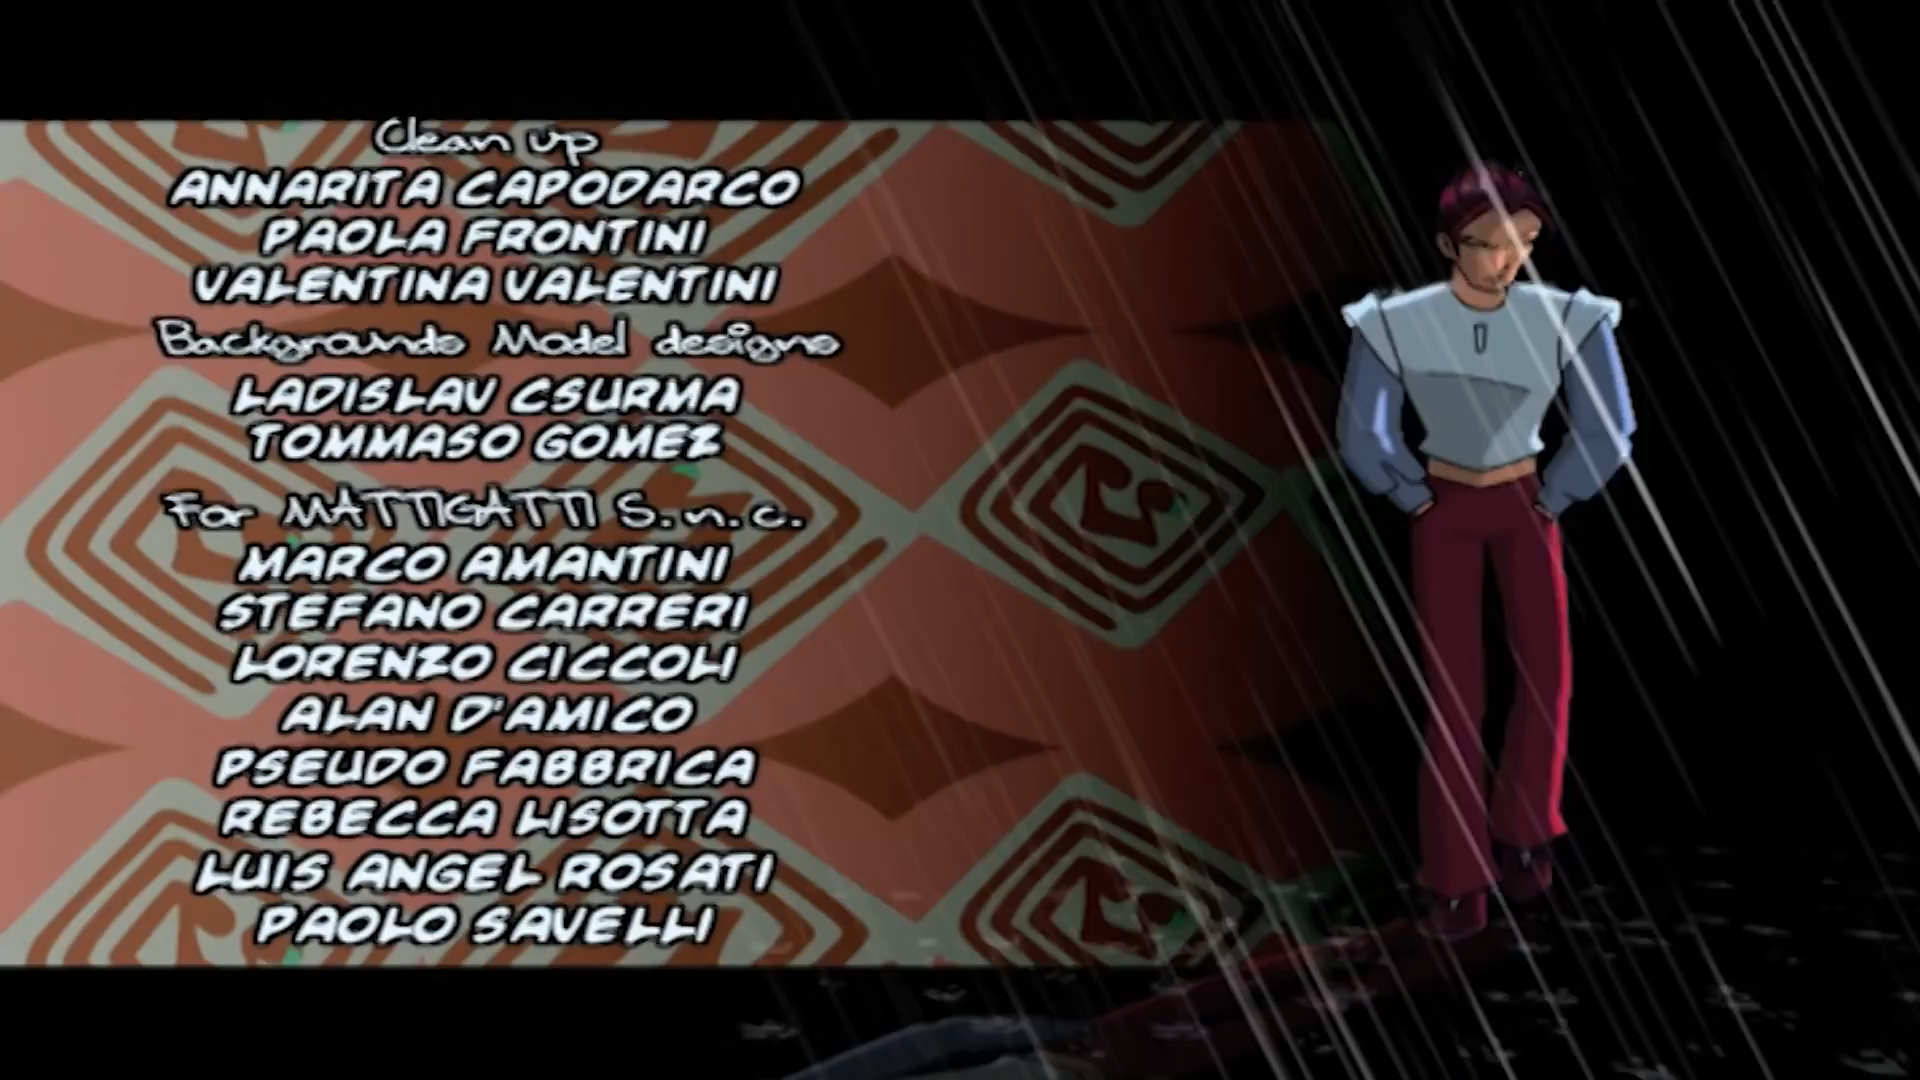 Clean up
ANNARITA CAPODARCO
PAOLA FRONTINI
VALENTINA VALENTINI
Backgrounds Model designs
LADISLAV CSURMA
TOMMASO GOMEZ
For MATTIGATTI S.n.c.
MARCO AMANTINI
STEFANO CARRERI
LORENZO CICCOLI
ALAN D'AMICO
PSEUDO FABBRICA
REBECCA LISOTTA
LUIS ANGEL ROSATI
PAOLO SAVELLI